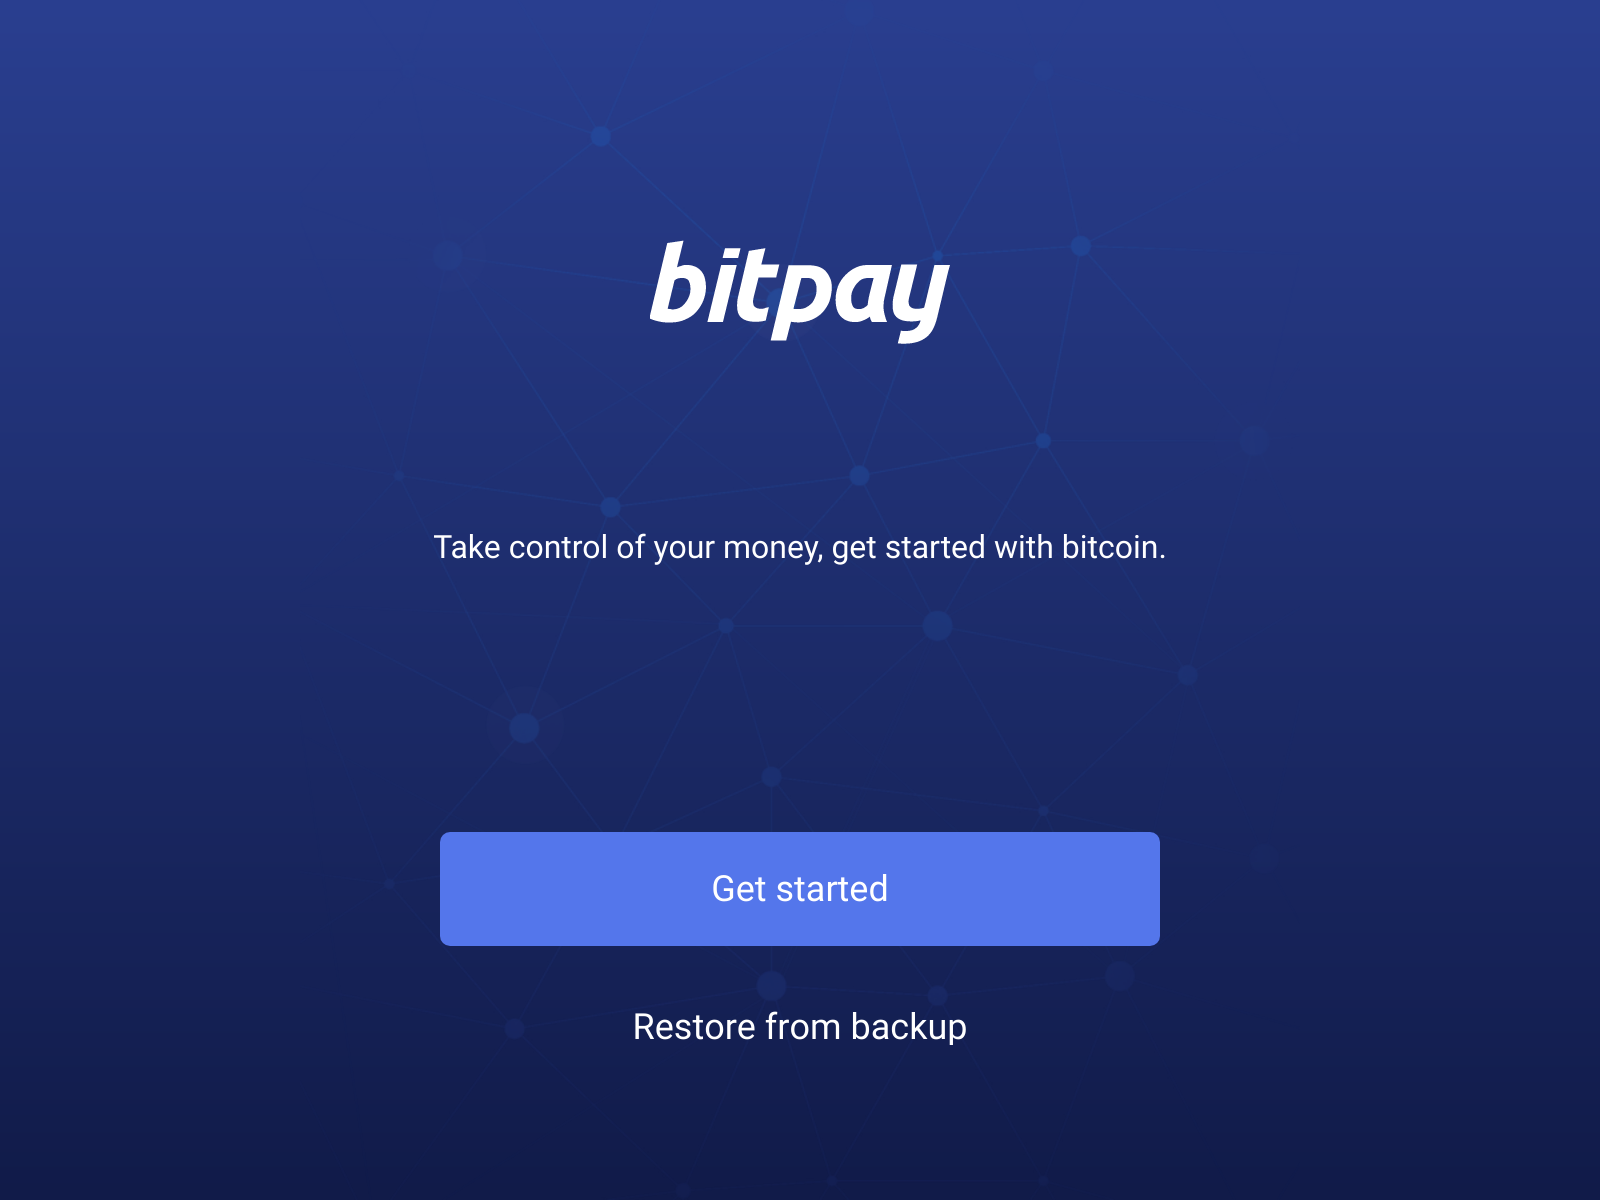 bitpay
Take control of your money, get started with bitcoin.
Get started
Restore from backup